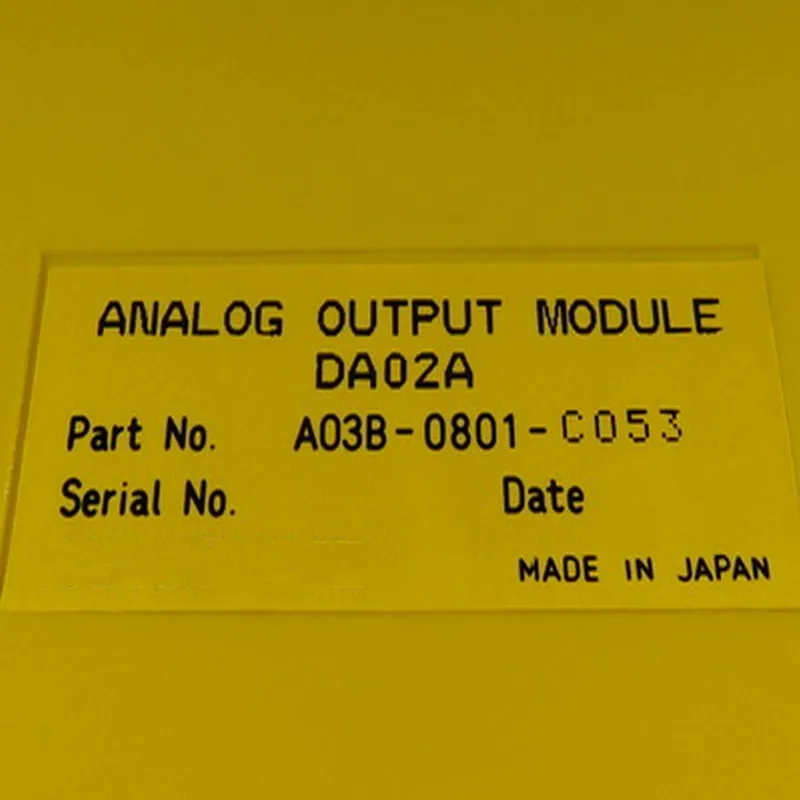 ANALOG OUTPUT MODULE
DA02A
Part No. A03B-0801-C053
Serial No. Date
MADE IN JAPAN